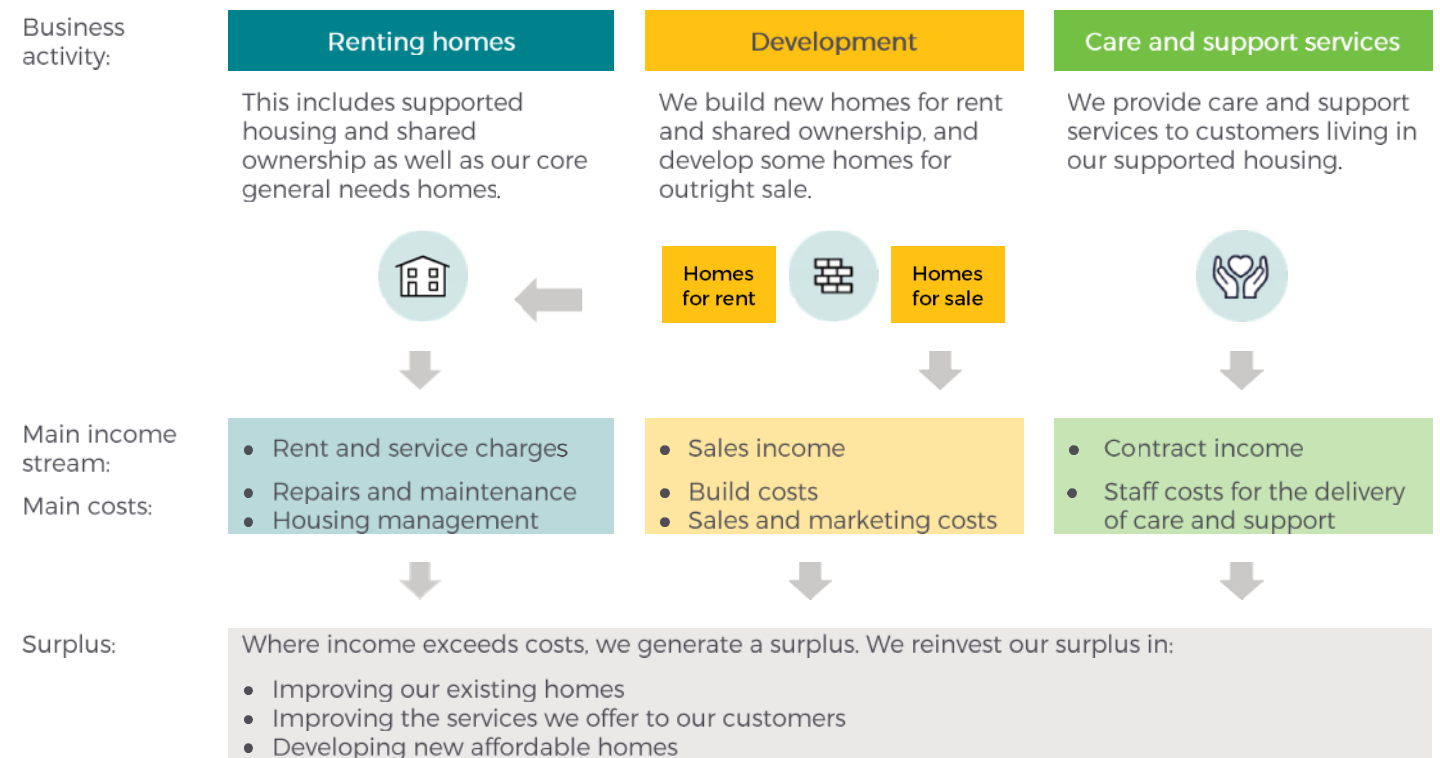 Business
activity:
Renting homes
Development
Care and support services
This includes supported
housing and shared
ownership as well as our core
general needs homes.
We build new homes for rent
and shared ownership, and
develop some homes for
outright sale.
We provide care and support
services to customers living in
our supported housing.
Homes
for rent
Homes
for sale
Main income
stream:
• Rent and service charges
• Sales income
• Contract income
Main costs:
• Repairs and maintenance
• Housing management
• Build costs
• Sales and marketing costs
• Staff costs for the delivery
of care and support
Surplus:
Where income exceeds costs, we generate a surplus. We reinvest our surplus in:
• Improving our existing homes
• Improving the services we offer to our customers
• Developing new affordable homes